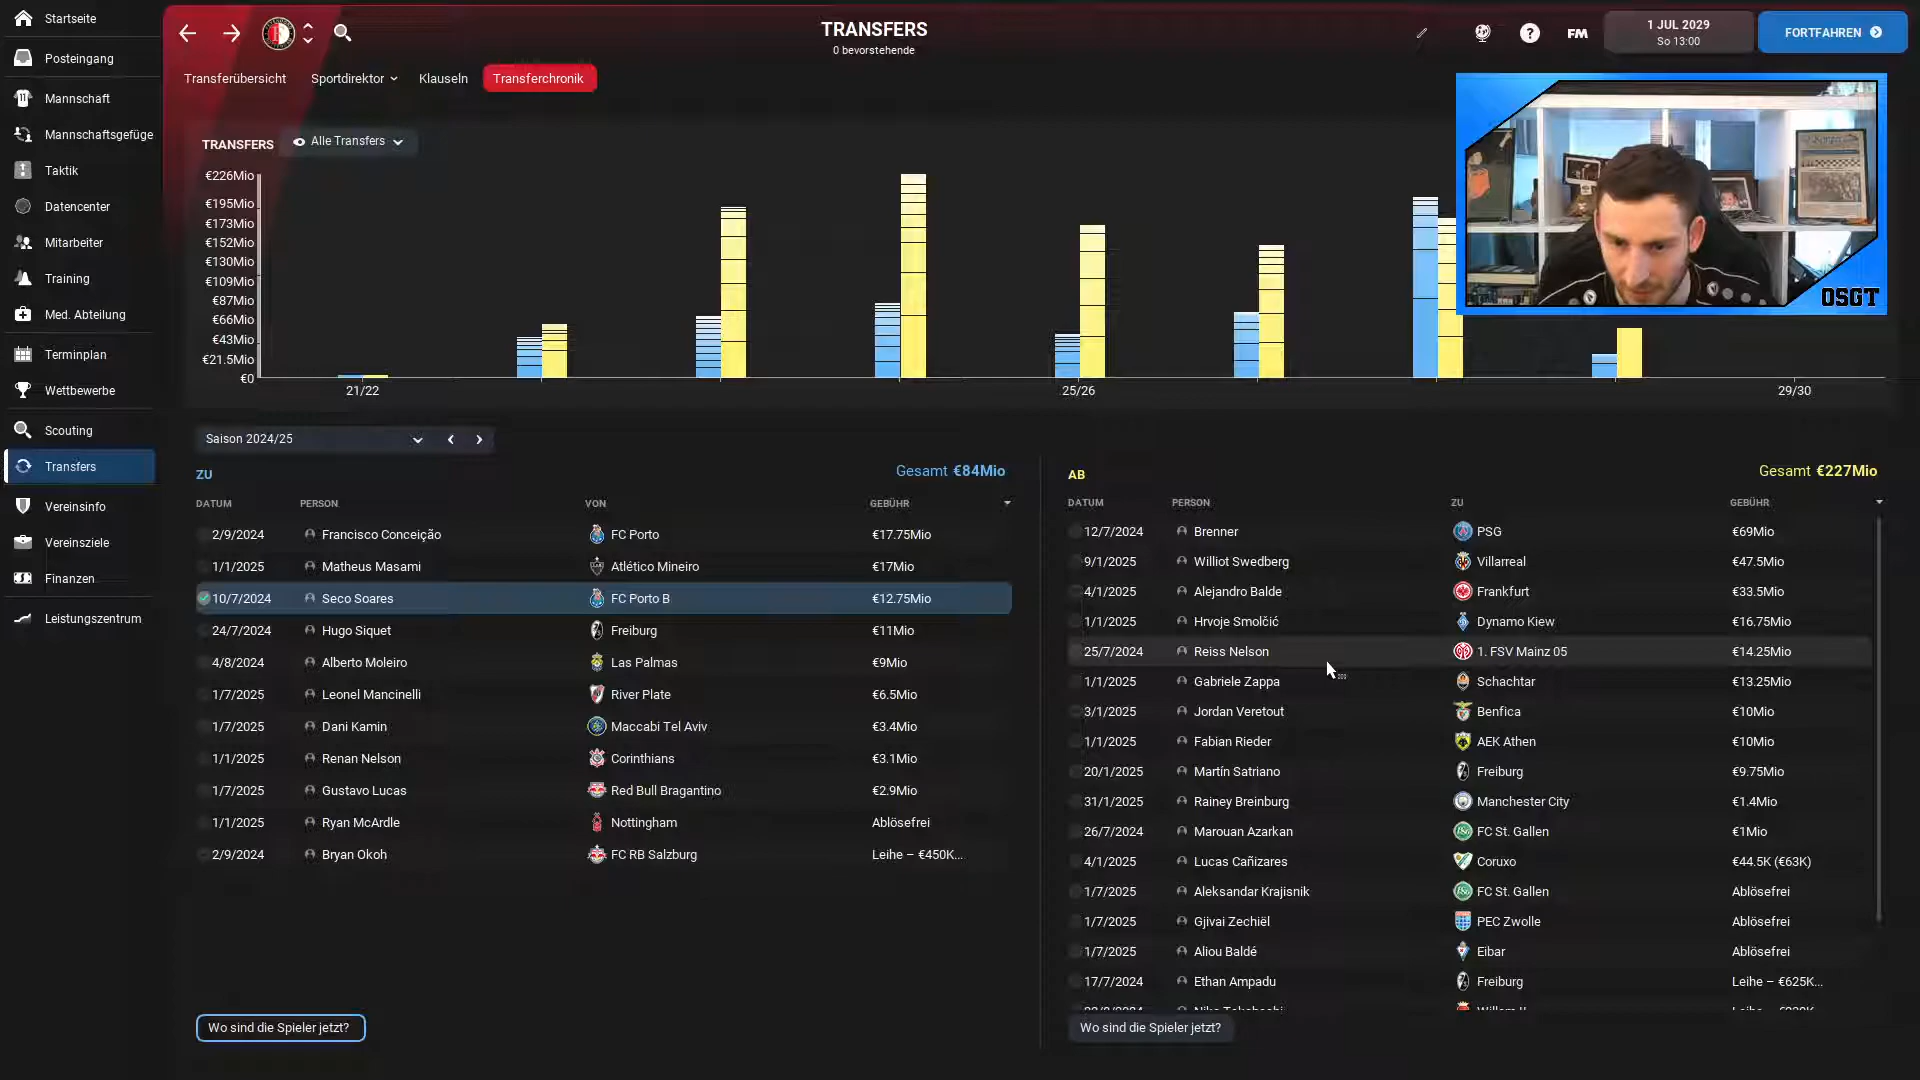 Startseite
Posteingang
Mannschaft
Mannschaftsgefüge
Taktik
Datencenter
Mitarbeiter
Training
Med. Abteilung
Terminplan
Wettbewerbe
Scouting
Transfers
Vereinsinfo
Vereinsziele
Finanzen
Leistungszentrum
TRANSFERS
0 bevorstehende
FM
1 JUL 2029
So 13:00
FORTFAHREN
Transferübersicht
Sportdirektor
Klauseln
Transferchronik
OSGT
TRANSFERS
Alle Transfers
€226Mio
€195Mio
€173Mio
€152Mio
€130Mio
€109Mio
€87Mio
€66Mio
€43Mio
€21.5Mio
€0
21/22
25/26
29/30
Saison 2024/25
ZU
Gesamt €84Mio
DATUM PERSON VON GEBÜHR
2/9/2024 Francisco Conceição FC Porto €17.75Mio
1/1/2025 Matheus Masami Atlético Mineiro €17Mio
10/7/2024 Seco Soares FC Porto B €12.75Mio
24/7/2024 Hugo Siquet Freiburg €11Mio
4/8/2024 Alberto Moleiro Las Palmas €9Mio
1/7/2025 Leonel Mancinelli River Plate €6.5Mio
1/7/2025 Dani Kamin Maccabi Tel Aviv €3.4Mio
1/1/2025 Renan Nelson Corinthians €3.1Mio
1/7/2025 Gustavo Lucas Red Bull Bragantino €2.9Mio
1/1/2025 Ryan McArdle Nottingham Ablösefrei
2/9/2024 Bryan Okoh FC RB Salzburg Leihe – €450K...
Wo sind die Spieler jetzt?
AB
Gesamt €227Mio
DATUM PERSON ZU GEBÜHR
12/7/2024 Brenner PSG €69Mio
9/1/2025 Williot Swedberg Villarreal €47.5Mio
4/1/2025 Alejandro Balde Frankfurt €33.5Mio
1/1/2025 Hrvoje Smolčić Dynamo Kiew €16.75Mio
25/7/2024 Reiss Nelson 1. FSV Mainz 05 €14.25Mio
1/1/2025 Gabriele Zappa Schachtar €13.25Mio
3/1/2025 Jordan Veretout Benfica €10Mio
1/1/2025 Fabian Rieder AEK Athen €10Mio
20/1/2025 Martín Satriano Freiburg €9.75Mio
31/1/2025 Rainey Breinburg Manchester City €1.4Mio
26/7/2024 Marouan Azarkan FC St. Gallen €1Mio
4/1/2025 Lucas Cañizares Coruxo €44.5K (€63K)
1/7/2025 Aleksandar Krajisnik FC St. Gallen Ablösefrei
1/7/2025 Gjivai Zechiël PEC Zwolle Ablösefrei
1/7/2025 Aliou Baldé Eibar Ablösefrei
17/7/2024 Ethan Ampadu Freiburg Leihe – €625K...
Wo sind die Spieler jetzt?